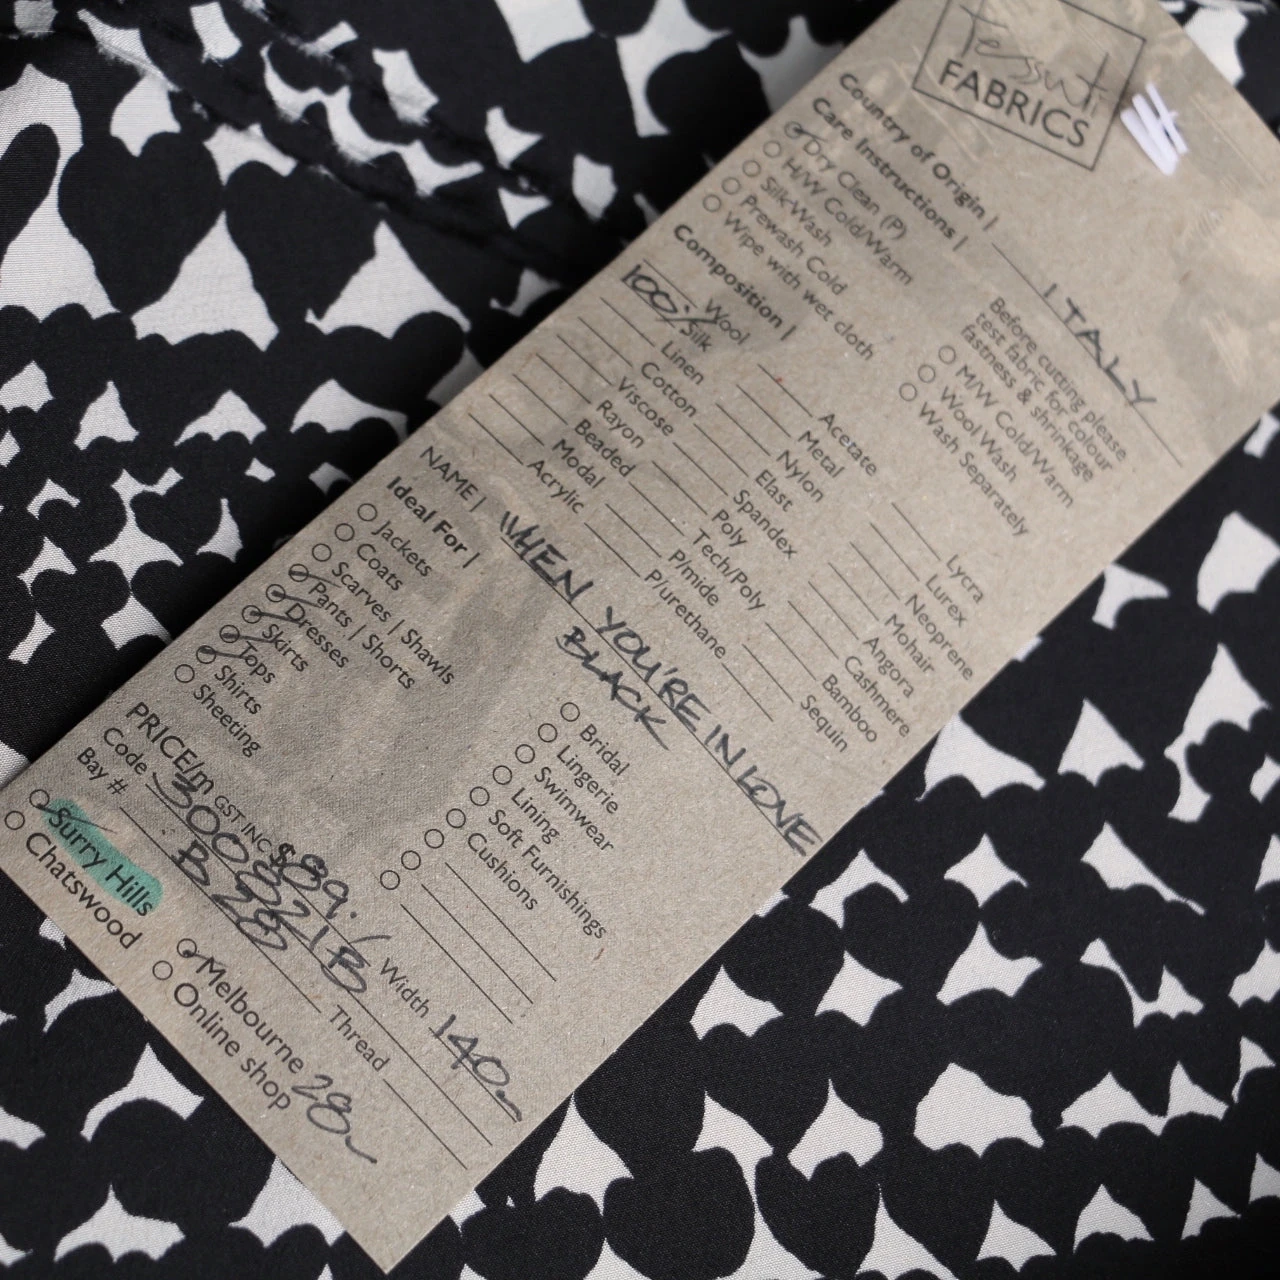 Tessuti
FABRICS
Country of Origin | ITALY
Care Instructions |
Dry Clean (P)
H/W Cold/Warm
Silk-Wash
Prewash Cold
Wipe with wet cloth
Before cutting please
test fabric for colour
fastness & shrinkage
M/W Cold/Warm
Wool Wash
Wash Separately
Composition |
Wool
100% Silk
Linen
Cotton
Viscose
Rayon
Beaded
Modal
Acrylic
Acetate
Metal
Nylon
Elast
Spandex
Poly
Tech/Poly
P/mide
P/urethane
Lycra
Lurex
Neoprene
Mohair
Angora
Cashmere
Bamboo
Sequin
NAME | WHEN YOU'RE IN LOVE
BLACK
Ideal For |
Jackets
Coats
Scarves | Shawls
Pants | Shorts
Dresses
Skirts
Tops
Shirts
Sheeting
Bridal
Lingerie
Swimwear
Lining
Soft Furnishings
Cushions
PRICE/m GST INC $89. Width 140
Code 300821B
Bay # B28 Thread
Surry Hills
Chatswood
Melbourne 28
Online shop